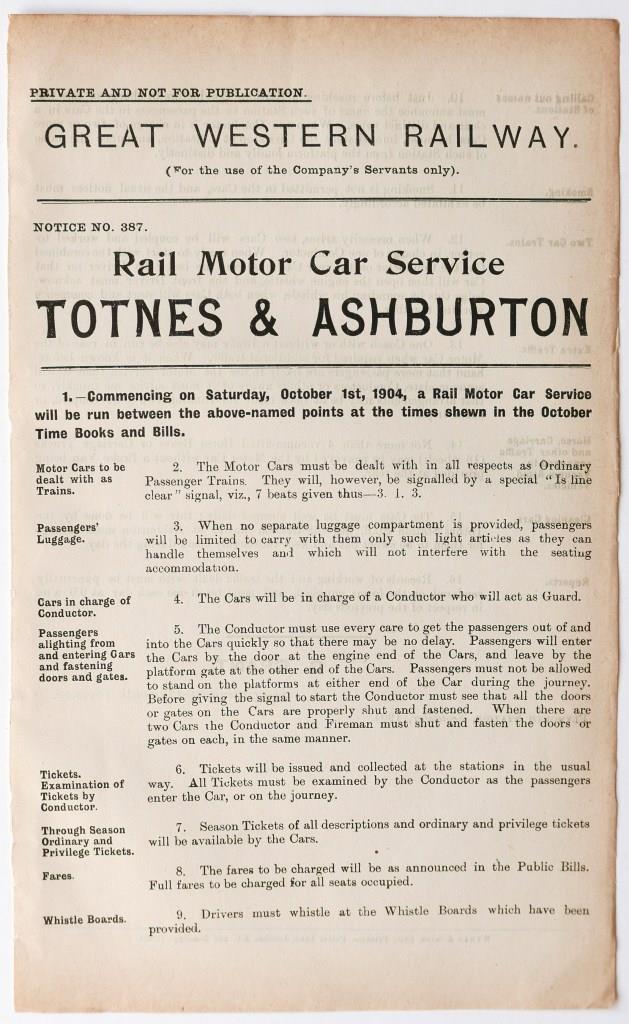 PRIVATE AND NOT FOR PUBLICATION.
GREAT WESTERN RAILWAY.
(For the use of the Company's Servants only).
NOTICE NO. 387.
Rail Motor Car Service
TOTNES & ASHBURTON
1.—Commencing on Saturday, October 1st, 1904, a Rail Motor Car Service
will be run between the above-named points at the times shewn in the October
Time Books and Bills.
Motor Cars to be
dealt with as
Trains.
2. The Motor Cars must be dealt with in all respects as Ordinary
Passenger Trains. They will, however, be signalled by a special "Is line
clear" signal, viz., 7 beats given thus—3. 1. 3.
Passengers'
Luggage.
3. When no separate luggage compartment is provided, passengers
will be limited to carry with them only such light articles as they can
handle themselves and which will not interfere with the seating
accommodation.
Cars in charge of
Conductor.
4. The Cars will be in charge of a Conductor who will act as Guard.
Passengers
alighting from
and entering Cars
and fastening
doors and gates.
5. The Conductor must use every care to get the passengers out of and
into the Cars quickly so that there may be no delay. Passengers will enter
the Cars by the door at the engine end of the Cars, and leave by the
platform gate at the other end of the Cars. Passengers must not be allowed
to stand on the platforms at either end of the Car during the journey.
Before giving the signal to start the Conductor must see that all the doors
or gates on the Cars are properly shut and fastened. When there are
two Cars the Conductor and Fireman must shut and fasten the doors or
gates on each, in the same manner.
Tickets.
Examination of
Tickets by
Conductor.
6. Tickets will be issued and collected at the stations in the usual
way. All Tickets must be examined by the Conductor as the passengers
enter the Car, or on the journey.
Through Season
Ordinary and
Privilege Tickets.
7. Season Tickets of all descriptions and ordinary and privilege tickets
will be available by the Cars.
Fares.
8. The fares to be charged will be as announced in the Public Bills.
Full fares to be charged for all seats occupied.
Whistle Boards.
9. Drivers must whistle at the Whistle Boards which have been
provided.